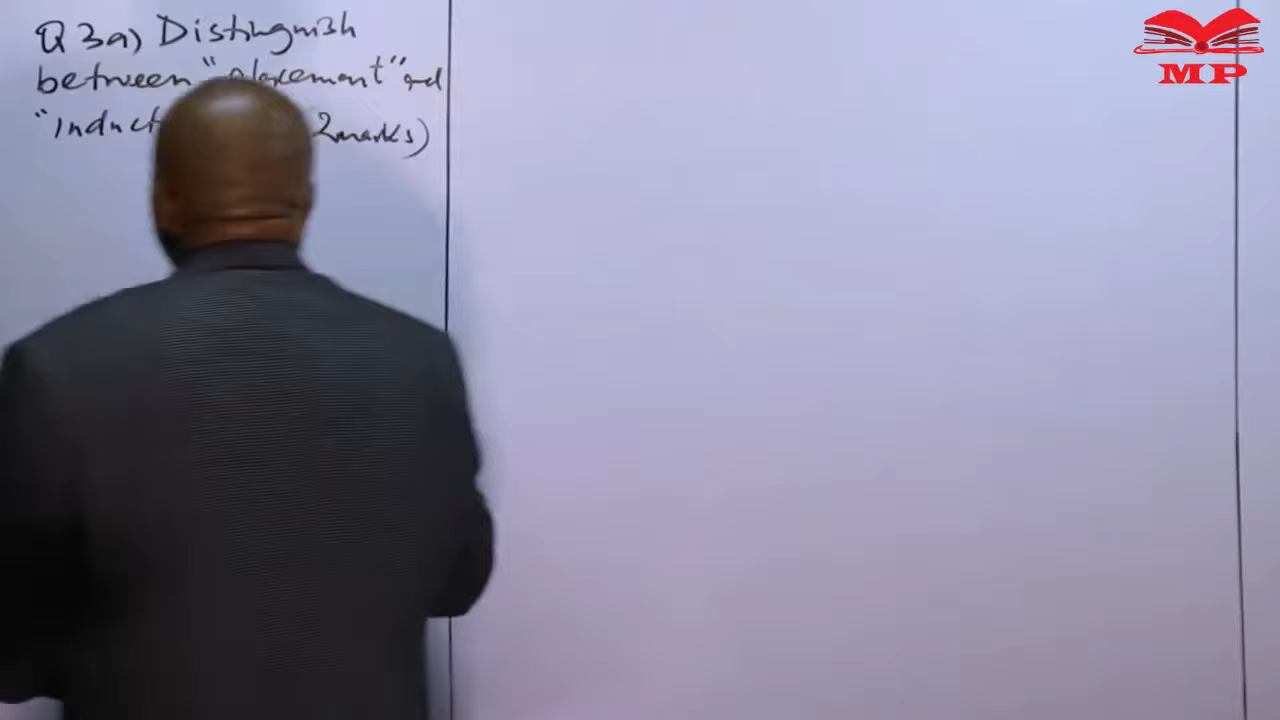 Q 3a) Distinguish
between "placement" and
"Induct 2marks)
MP